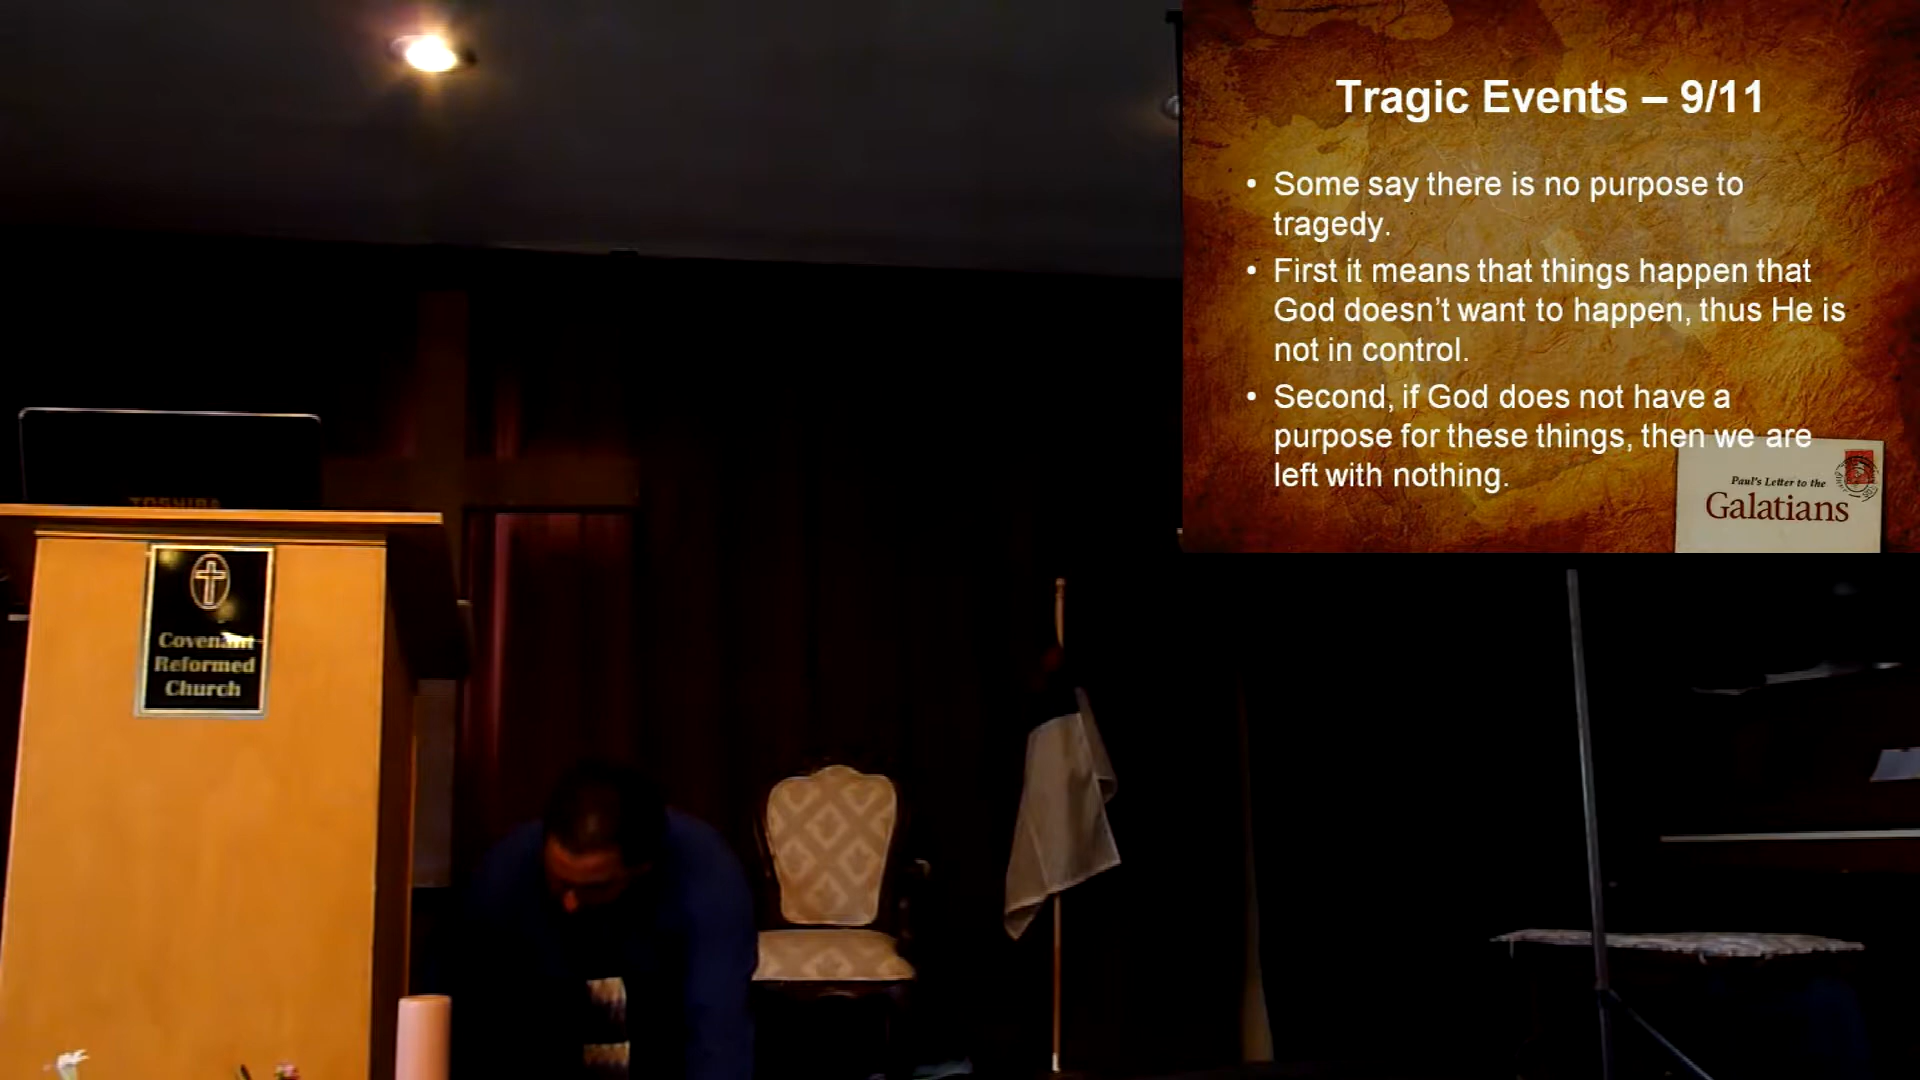 Tragic Events – 9/11
• Some say there is no purpose to
tragedy.
• First it means that things happen that
God doesn’t want to happen, thus He is
not in control.
• Second, if God does not have a
purpose for these things, then we are
left with nothing.
Paul's Letter to the
Galatians
TOSHIBA
Covenant
Reformed
Church